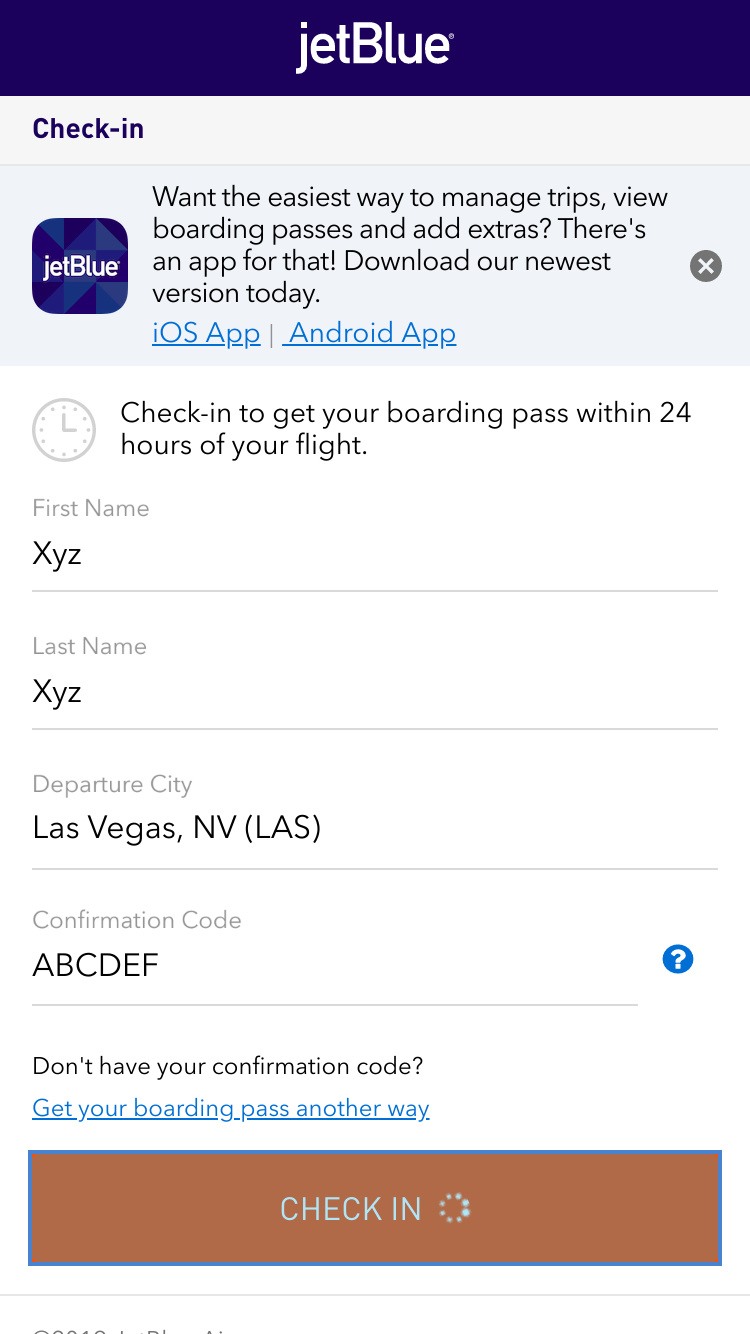 jetBlue®
Check-in
Want the easiest way to manage trips, view
boarding passes and add extras? There's
an app for that! Download our newest
version today.
jetBlue
iOS App | Android App
Check-in to get your boarding pass within 24
hours of your flight.
First Name
Xyz
Last Name
Xyz
Departure City
Las Vegas, NV (LAS)
Confirmation Code
ABCDEF
?
Don't have your confirmation code?
Get your boarding pass another way
CHECK IN